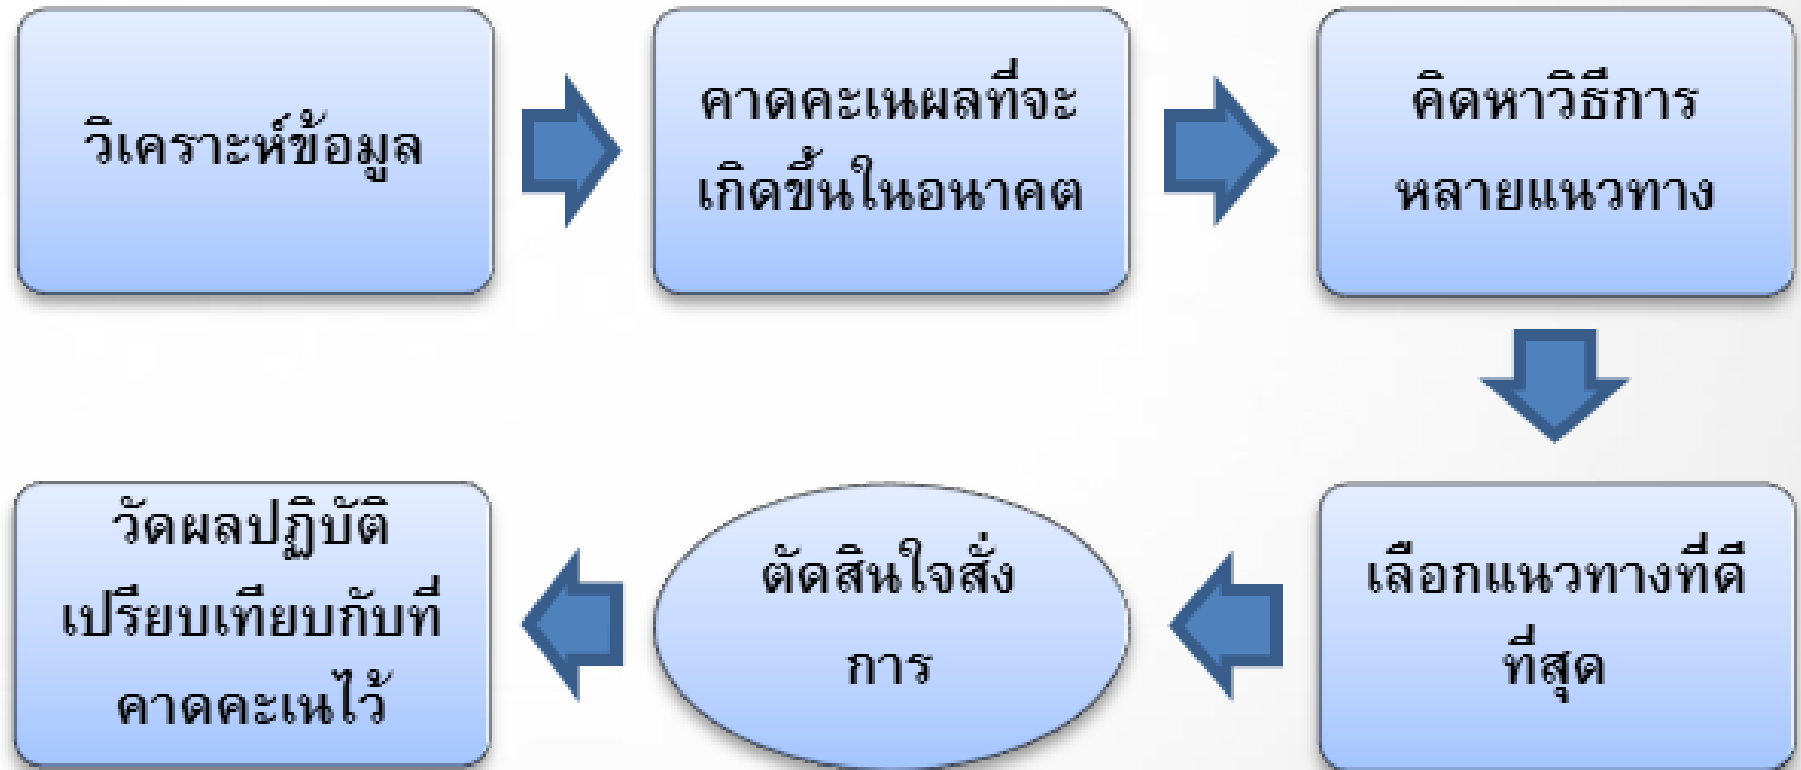 วิเคราะห์ข้อมูล
คาดคะเนผลที่จะ
เกิดขึ้นในอนาคต
คิดหาวิธีการ
หลายแนวทาง
เลือกแนวทางที่ดี
ที่สุด
ตัดสินใจสั่ง
การ
วัดผลปฏิบัติ
เปรียบเทียบกับที่
คาดคะเนไว้